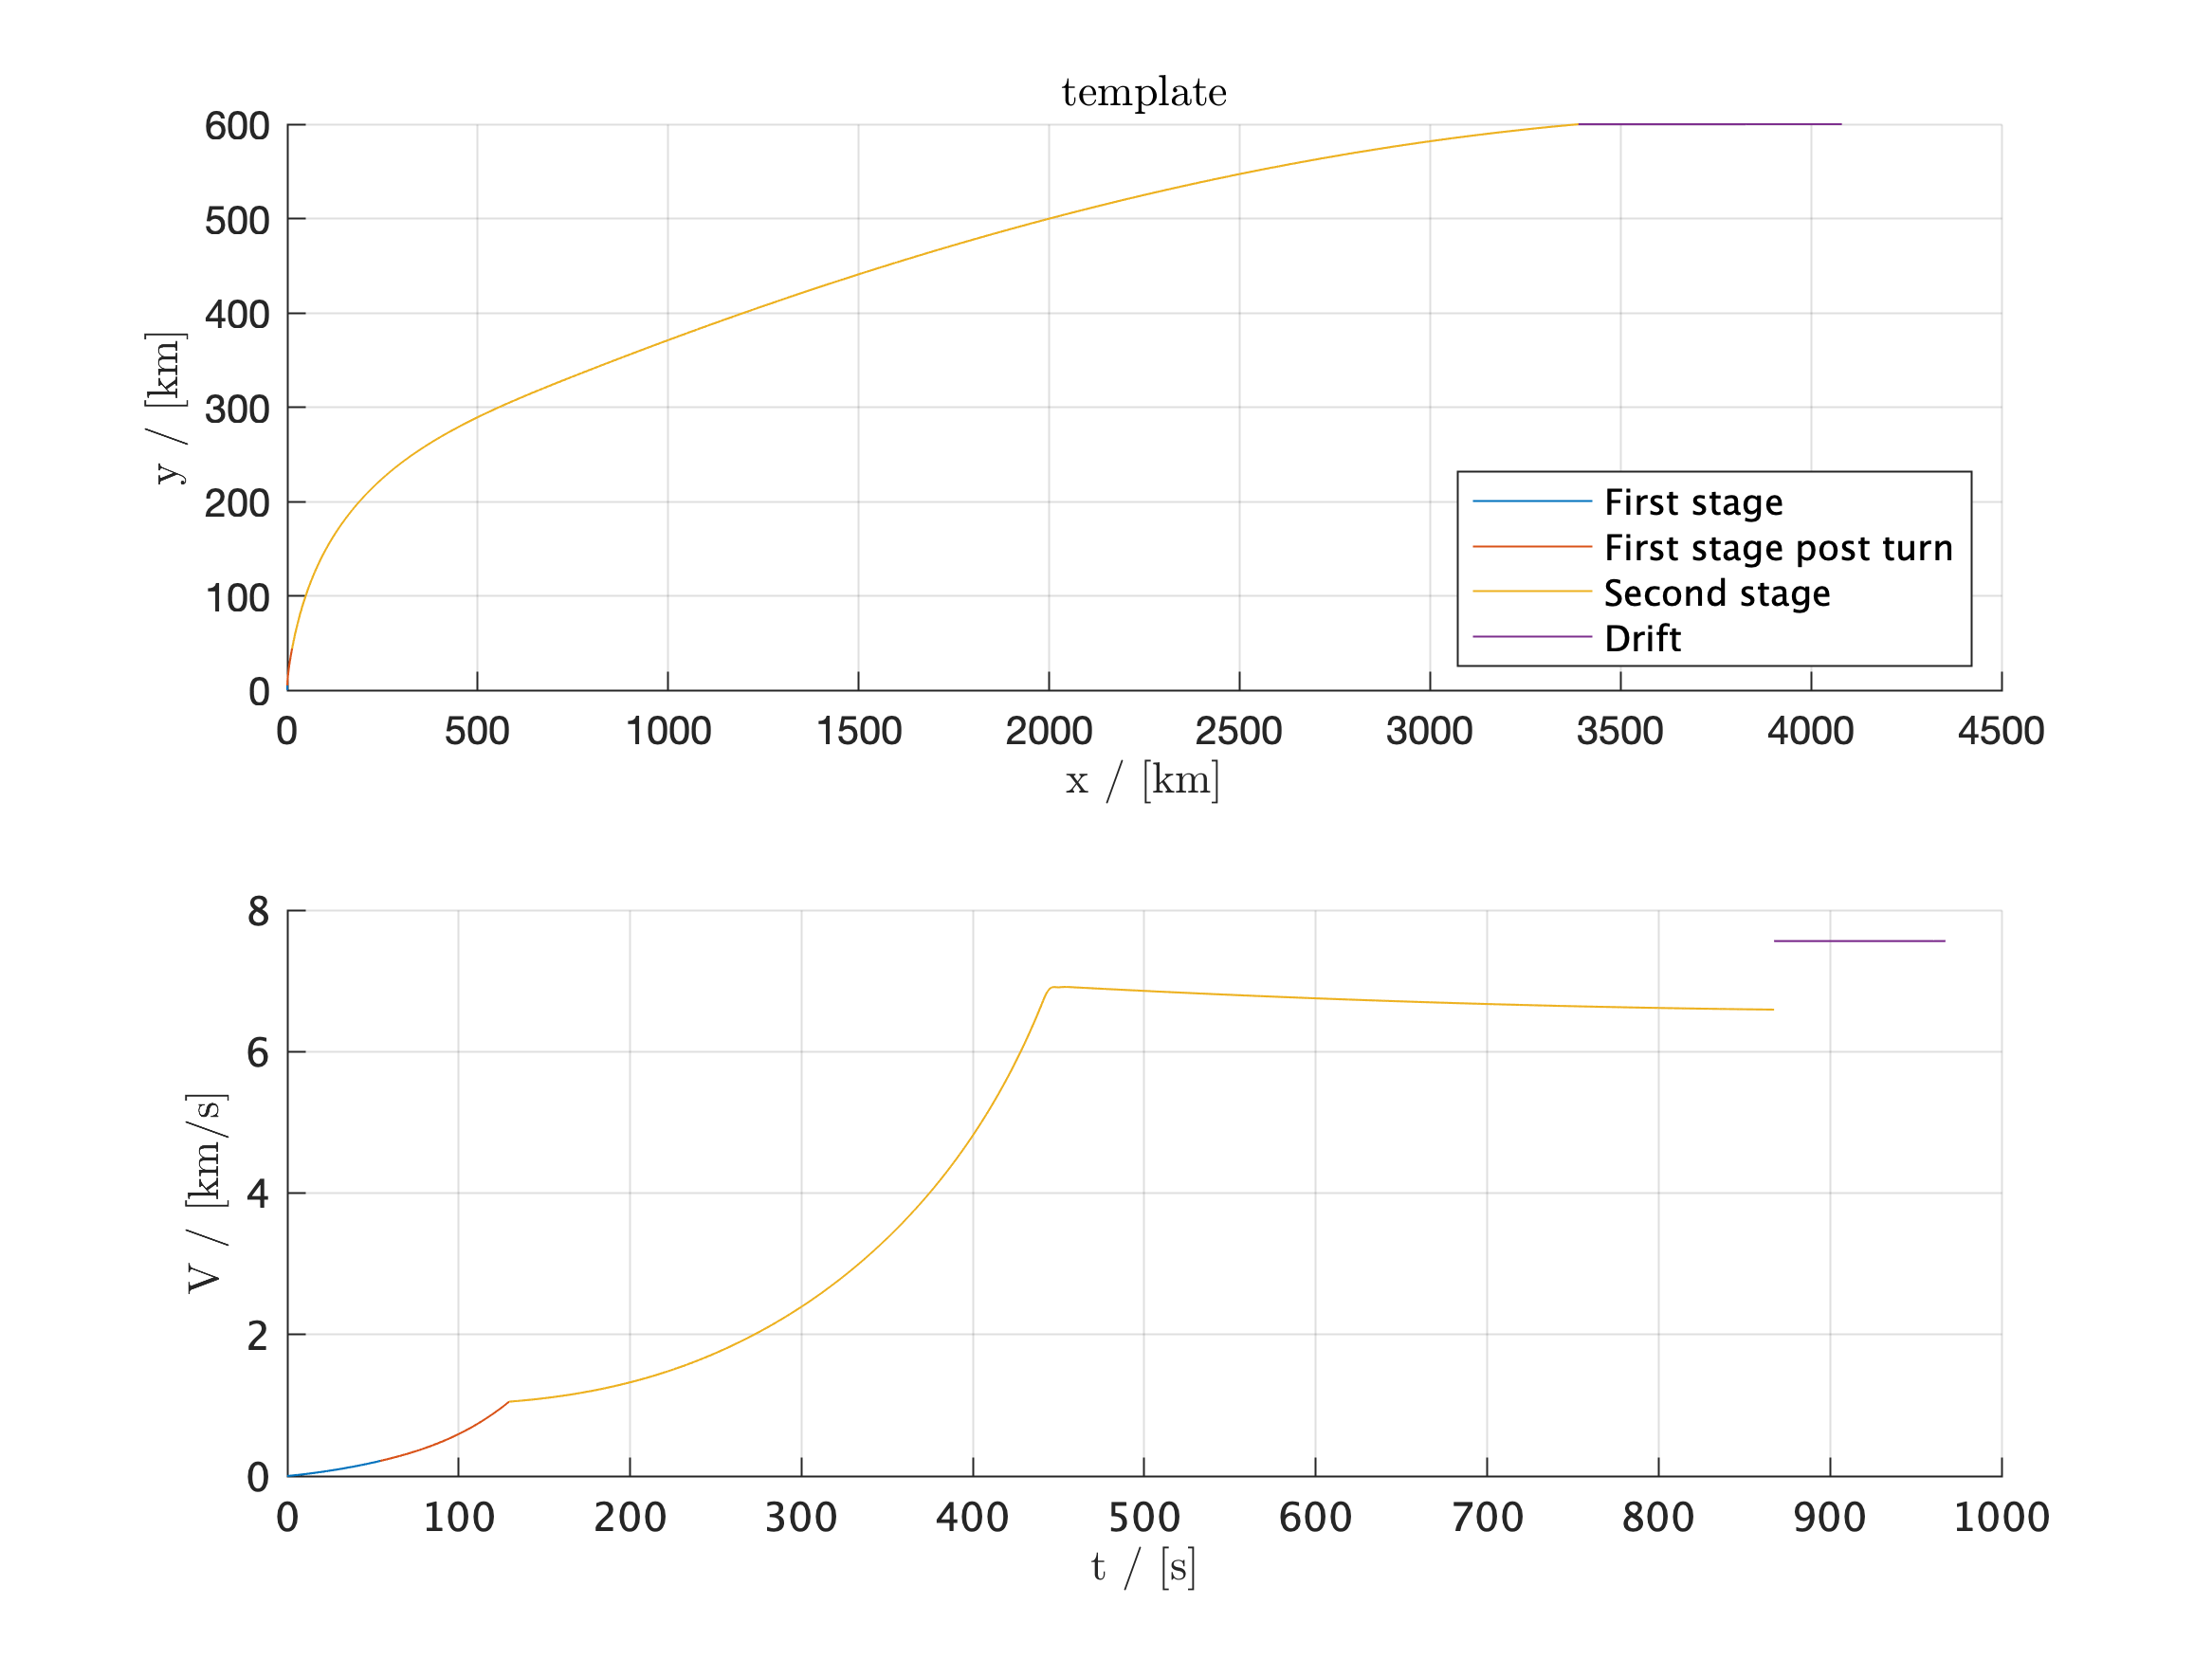 template
600
500
400
300
200
100
0
y / [km]
0 500 1000 1500 2000 2500 3000 3500 4000 4500
x / [km]
First stage
First stage post turn
Second stage
Drift
8
6
4
2
0
V / [km/s]
0 100 200 300 400 500 600 700 800 900 1000
t / [s]